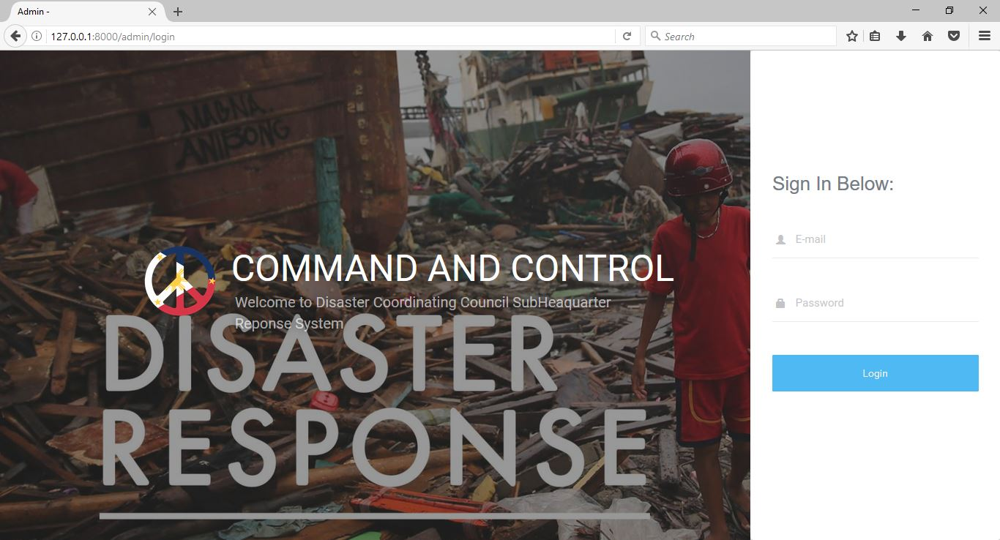 Admin -
127.0.0.1:8000/admin/login
Search
MAGNA
ANIBONG
COMMAND AND CONTROL
Welcome to Disaster Coordinating Council SubHeaquarter
Reponse System
DISASTER
RESPONSE
Sign In Below:
E-mail
Password
Login